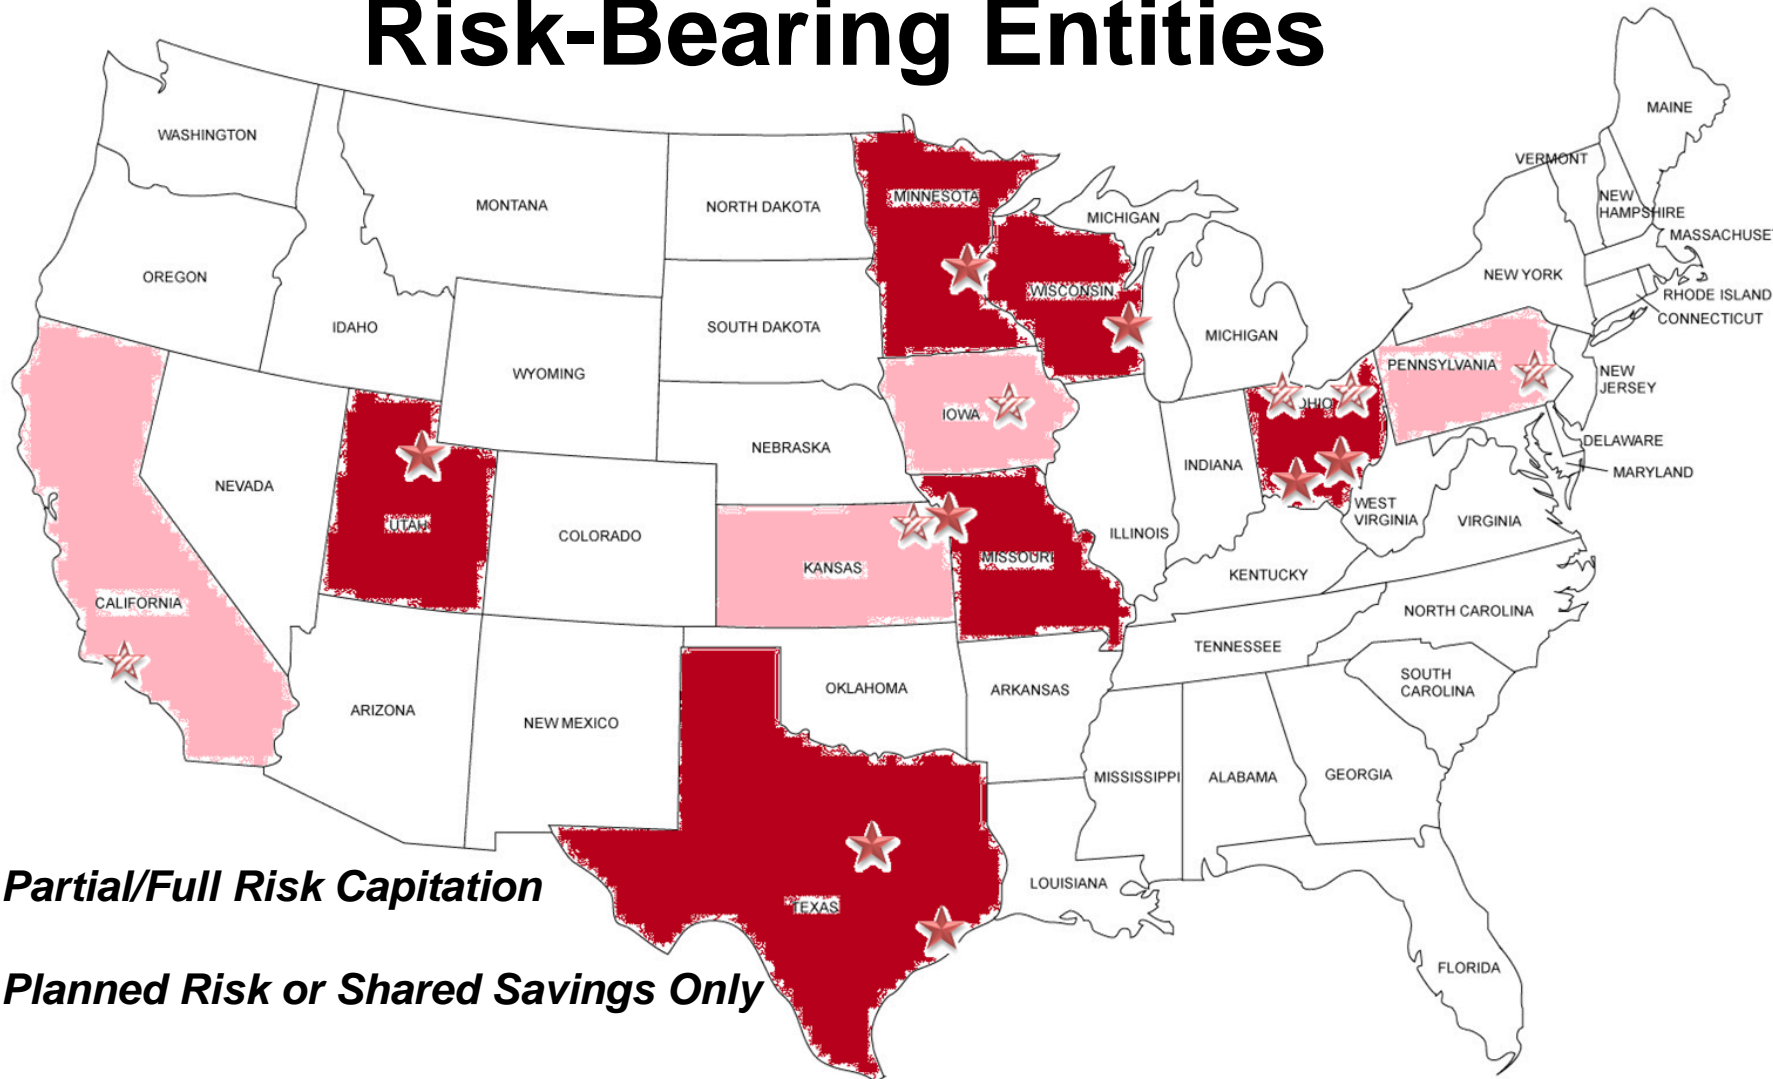 Risk-Bearing Entities
MAINE
WASHINGTON
VERMONT
MONTANA
NORTH DAKOTA
MINNESOTA
MICHIGAN
NEW
HAMPSHIRE
MASSACHUSE
OREGON
NEW YORK
WISCONSIN
RHODE ISLAND
CONNECTICUT
IDAHO
SOUTH DAKOTA
MICHIGAN
WYOMING
PENNSYLVANIA
NEW
JERSEY
IOWA
OHIO
NEBRASKA
DELAWARE
MARYLAND
NEVADA
INDIANA
UTAH
COLORADO
ILLINOIS
WEST
VIRGINIA
VIRGINIA
KANSAS
MISSOURI
KENTUCKY
CALIFORNIA
NORTH CAROLINA
TENNESSEE
SOUTH
CAROLINA
OKLAHOMA
ARKANSAS
ARIZONA
NEW MEXICO
MISSISSIPPI
ALABAMA
GEORGIA
Partial/Full Risk Capitation
LOUISIANA
TEXAS
FLORIDA
Planned Risk or Shared Savings Only